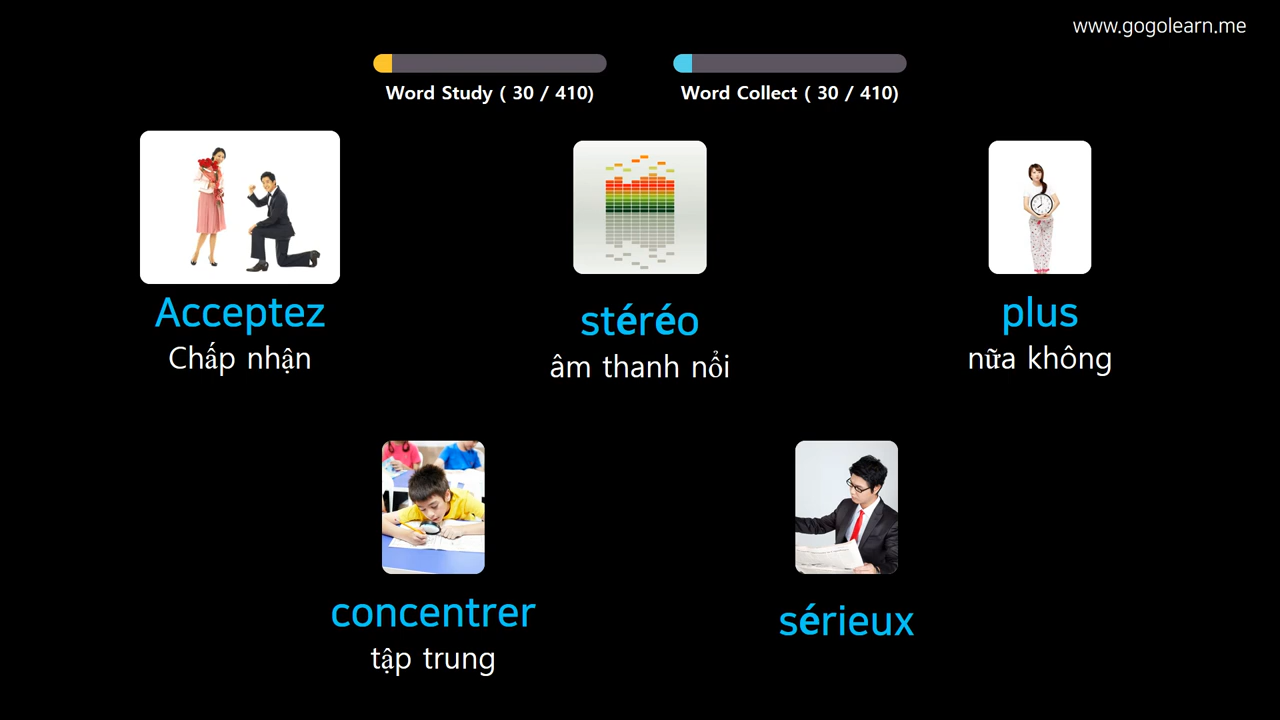 www.gogolearn.me
Word Study ( 30 / 410)
Word Collect ( 30 / 410)
Acceptez
Chấp nhận
stéréo
âm thanh nổi
plus
nữa không
concentrer
tập trung
sérieux